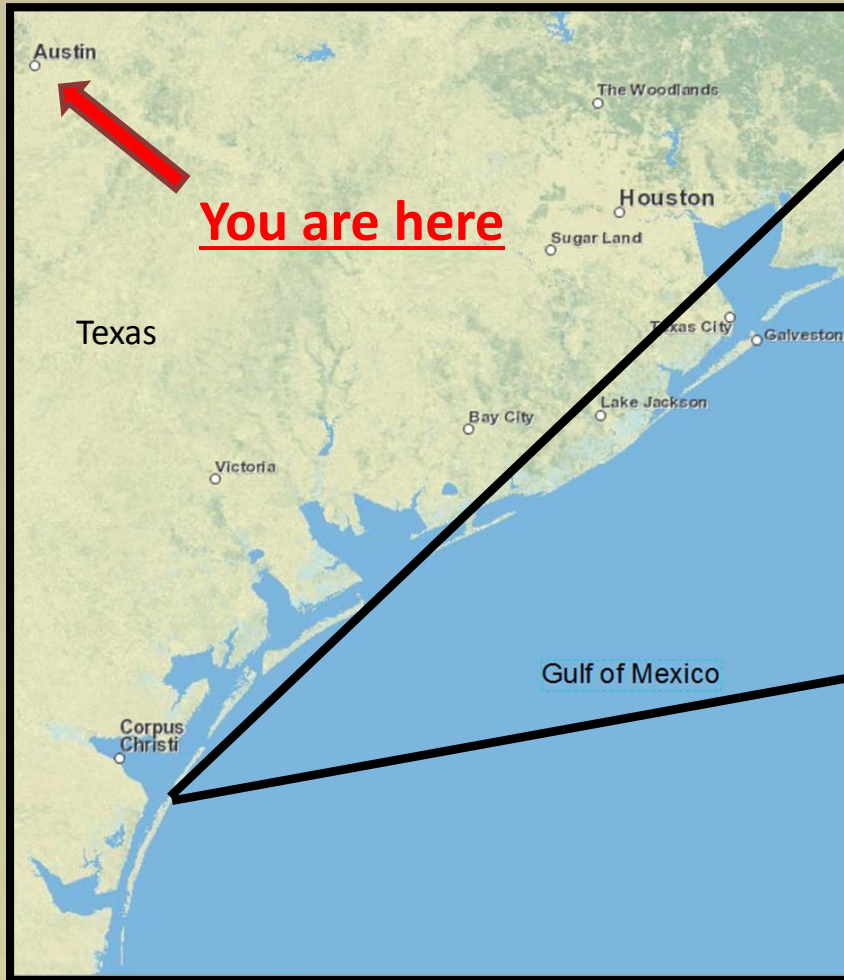 Austin
The Woodlands
You are here
Houston
Sugar Land
Texas
Texas City
Galveston
Lake Jackson
Bay City
Victoria
Gulf of Mexico
Corpus
Christi